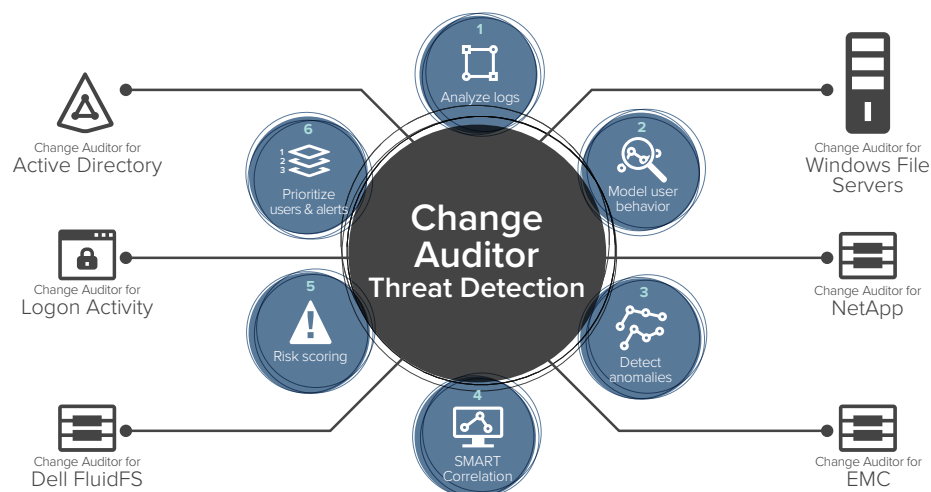 1
Analyze logs
2
Model user
behavior
3
Detect
anomalies
4
SMART
Correlation
5
Risk scoring
6
1
2
3
Prioritize
users & alerts
Change
Auditor
Threat Detection
Change Auditor for
Active Directory
Change Auditor for
Logon Activity
Change Auditor for
Dell FluidFS
Change Auditor for
Windows File
Servers
Change Auditor for
NetApp
Change Auditor for
EMC